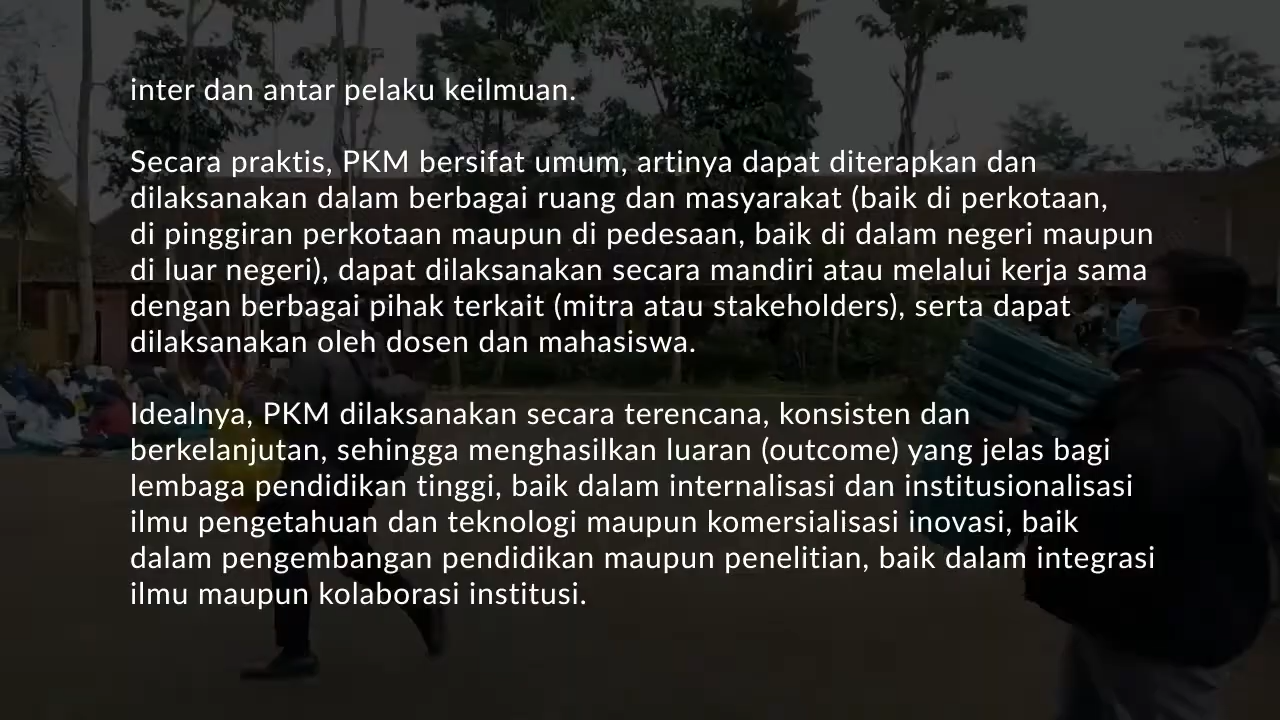 inter dan antar pelaku keilmuan.
Secara praktis, PKM bersifat umum, artinya dapat diterapkan dan
dilaksanakan dalam berbagai ruang dan masyarakat (baik di perkotaan,
di pinggiran perkotaan maupun di pedesaan, baik di dalam negeri maupun
di luar negeri), dapat dilaksanakan secara mandiri atau melalui kerja sama
dengan berbagai pihak terkait (mitra atau stakeholders), serta dapat
dilaksanakan oleh dosen dan mahasiswa.
Idealnya, PKM dilaksanakan secara terencana, konsisten dan
berkelanjutan, sehingga menghasilkan luaran (outcome) yang jelas bagi
lembaga pendidikan tinggi, baik dalam internalisasi dan institusionalisasi
ilmu pengetahuan dan teknologi maupun komersialisasi inovasi, baik
dalam pengembangan pendidikan maupun penelitian, baik dalam integrasi
ilmu maupun kolaborasi institusi.